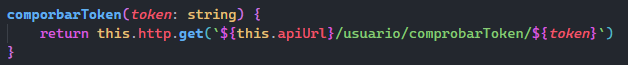 comporbarToken(token: string) {
    return this.http.get(`${this.apiUrl}/usuario/comprobarToken/${token}`)
}